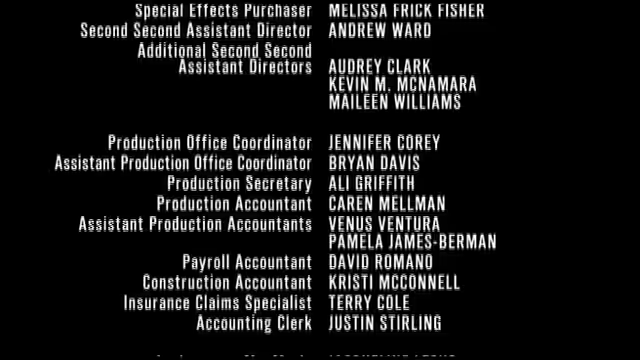 Special Effects Purchaser MELISSA FRICK FISHER
Second Second Assistant Director ANDREW WARD
Additional Second Second
Assistant Directors AUDREY CLARK
KEVIN M. MCNAMARA
MAILEEN WILLIAMS
Production Office Coordinator JENNIFER COREY
Assistant Production Office Coordinator BRYAN DAVIS
Production Secretary ALI GRIFFITH
Production Accountant CAREN MELLMAN
Assistant Production Accountants VENUS VENTURA
PAMELA JAMES-BERMAN
Payroll Accountant DAVID ROMANO
Construction Accountant KRISTI MCCONNELL
Insurance Claims Specialist TERRY COLE
Accounting Clerk JUSTIN STIRLING